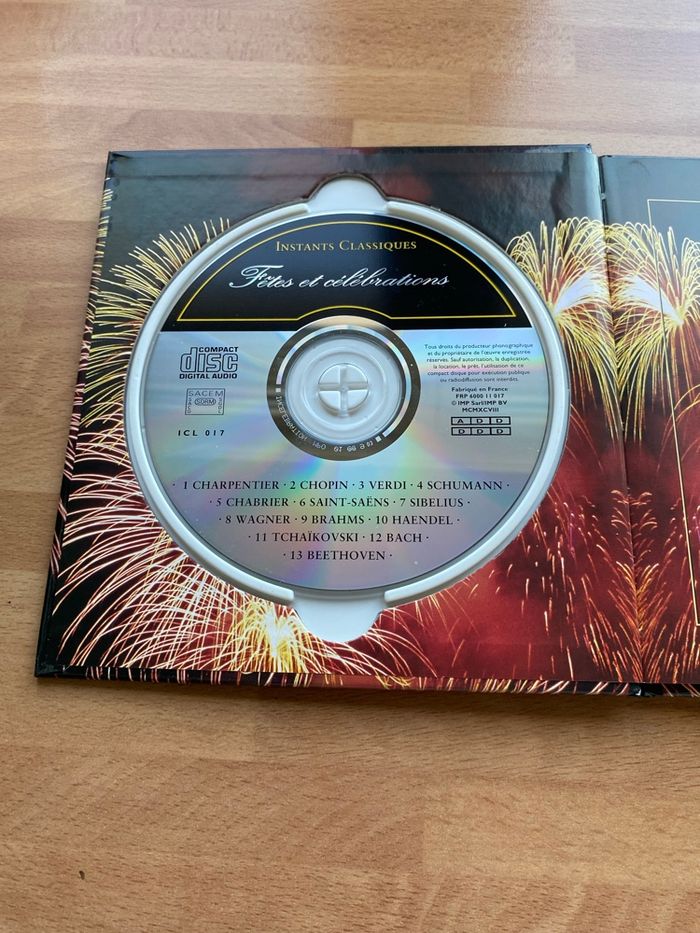 INSTANTS CLASSIQUES
Fêtes et célébrations
COMPACT
disc
DIGITAL AUDIO
SACEM
SDRM
ICL 017
Tous droits du producteur phonographique
et du propriétaire de l'œuvre enregistrée
réservés. Sauf autorisation, la duplication,
la location, le prêt, l'utilisation de ce
compact disque pour exécution publique
ou radiodiffusion sont interdits.
Fabriqué en France
FRP 6000 11 017
© IMP Sarl/IMP BV
MCMXCVIII
A D D
D D D
· 1 CHARPENTIER · 2 CHOPIN · 3 VERDI · 4 SCHUMANN ·
5 CHABRIER · 6 SAINT-SAËNS · 7 SIBELIUS ·
8 WAGNER · 9 BRAHMS · 10 HAENDEL ·
11 TCHAÏKOVSKI · 12 BACH ·
13 BEETHOVEN ·